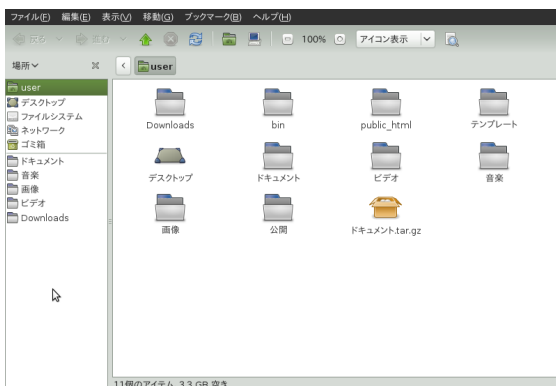 ファイル(F) 編集(E) 表示(V) 移動(G) ブックマーク(B) ヘルプ(H)
戻る 進む 100% アイコン表示
場所 user
user
デスクトップ
ファイルシステム
ネットワーク
ゴミ箱
ドキュメント
音楽
画像
ビデオ
Downloads
Downloads bin public_html テンプレート
デスクトップ ドキュメント ビデオ 音楽
画像 公開 ドキュメント.tar.gz
11個のアイテム, 3.3 GB 空き